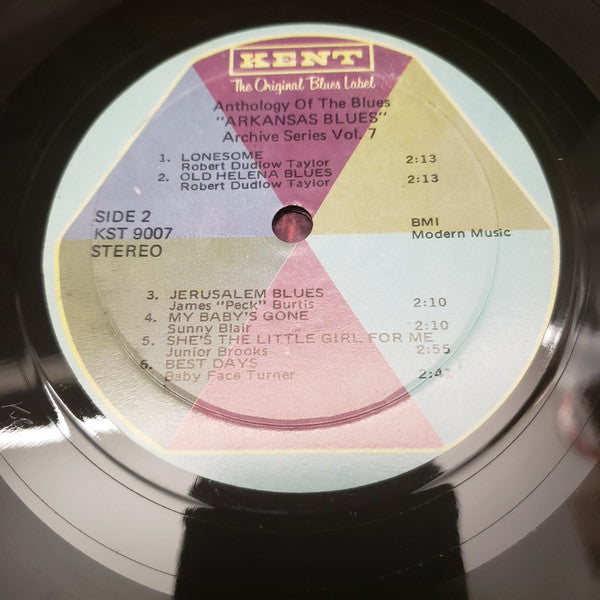 KENT
The Original Blues Label
Anthology Of The Blues
"ARKANSAS BLUES"
Archive Series Vol. 7
1. LONESOME
Robert Dudlow Taylor 2:13
2. OLD HELENA BLUES
Robert Dudlow Taylor 2:13
SIDE 2
KST 9007
STEREO
BMI
Modern Music
3. JERUSALEM BLUES
James "Peck" Burtis 2:10
4. MY BABY'S GONE
Sunny Blair 2:10
5. SHE'S THE LITTLE GIRL FOR ME
Junior Brooks 2:55
6. BEST DAYS
Baby Face Turner